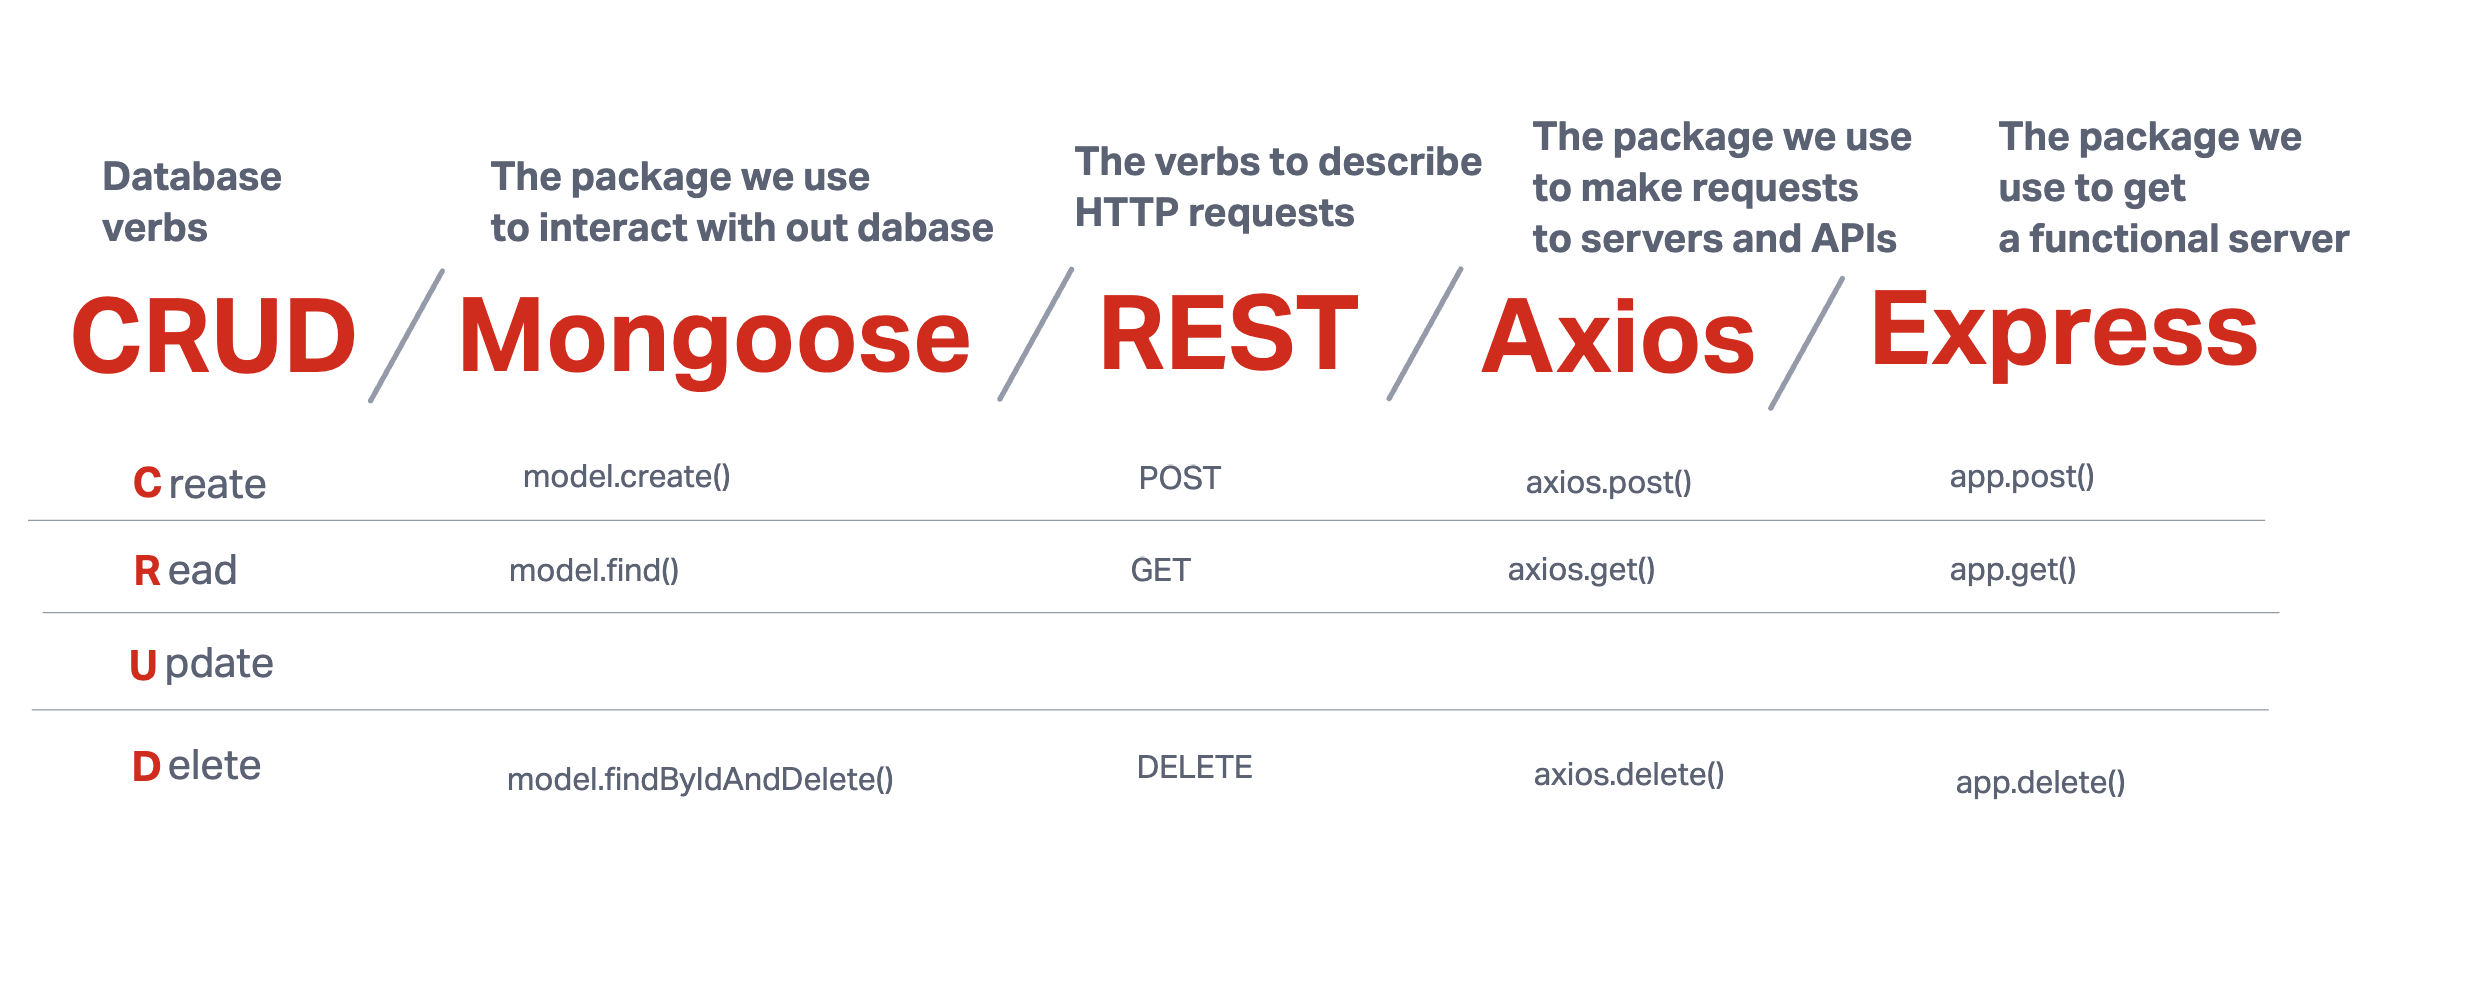 Database
verbs
The package we use
to interact with out dabase
The verbs to describe
HTTP requests
The package we use
to make requests
to servers and APIs
The package we
use to get
a functional server
CRUD / Mongoose / REST / Axios / Express
Create model.create() POST axios.post() app.post()
Read model.find() GET axios.get() app.get()
Update
Delete model.findByIdAndDelete() DELETE axios.delete() app.delete()